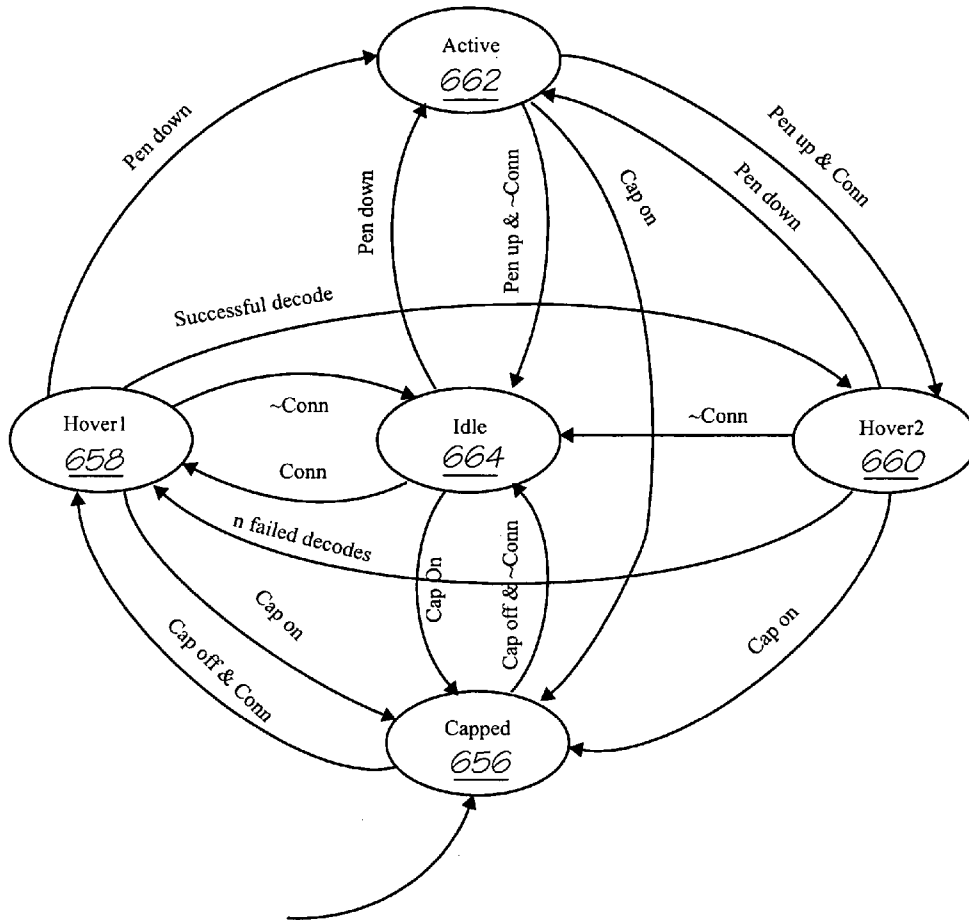 Active
662
Pen down
Pen up & Conn
Pen down
Pen down
Pen up & ~Conn
Cap on
Successful decode
Hover1
658
~Conn
Conn
Idle
664
~Conn
Hover2
660
n failed decodes
Cap on
Cap off & Conn
Cap On
Cap off & ~Conn
Cap on
Capped
656